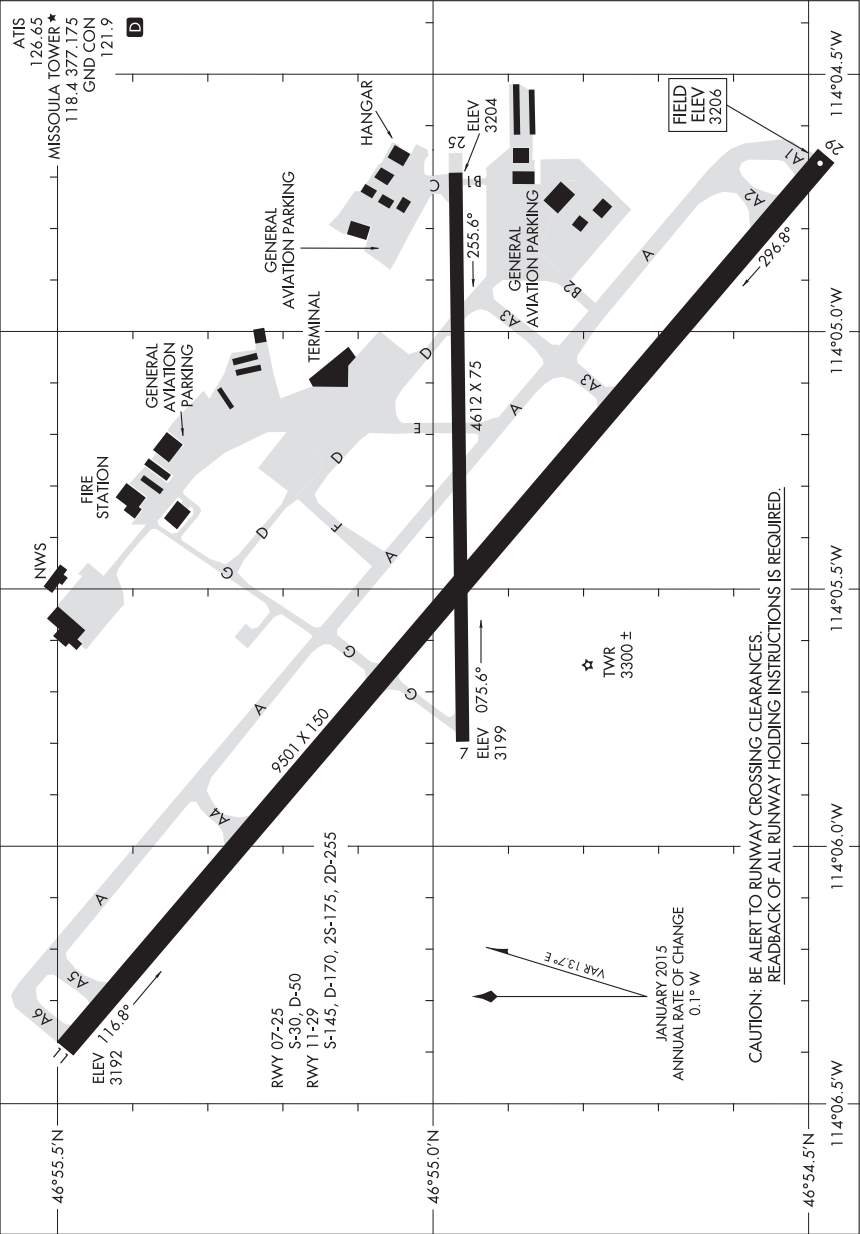 ATIS
126.65
MISSOULA TOWER★
118.4 377.175
GND CON
121.9
D
HANGAR
GENERAL
AVIATION PARKING
TERMINAL
GENERAL
AVIATION
PARKING
FIRE
STATION
NWS
FIELD
ELEV
3206
ELEV
3204
25
C
B1
255.6°
GENERAL
AVIATION PARKING
A1
29
A2
296.8°
A
B2
A3
A3
D
E
4612 X 75
A
D
F
D
A
G
G
G
075.6°
7
ELEV
3199
TWR
3300 ±
A
9501 X 150
A4
A
A5
A6
11
116.8°
ELEV
3192
RWY 07-25
S-30, D-50
RWY 11-29
S-145, D-170, 2S-175, 2D-255
VAR 13.7° E
JANUARY 2015
ANNUAL RATE OF CHANGE
0.1° W
CAUTION: BE ALERT TO RUNWAY CROSSING CLEARANCES.
READBACK OF ALL RUNWAY HOLDING INSTRUCTIONS IS REQUIRED.
46°55.5'N
46°55.0'N
46°54.5'N
114°06.5'W
114°06.0'W
114°05.5'W
114°05.0'W
114°04.5'W